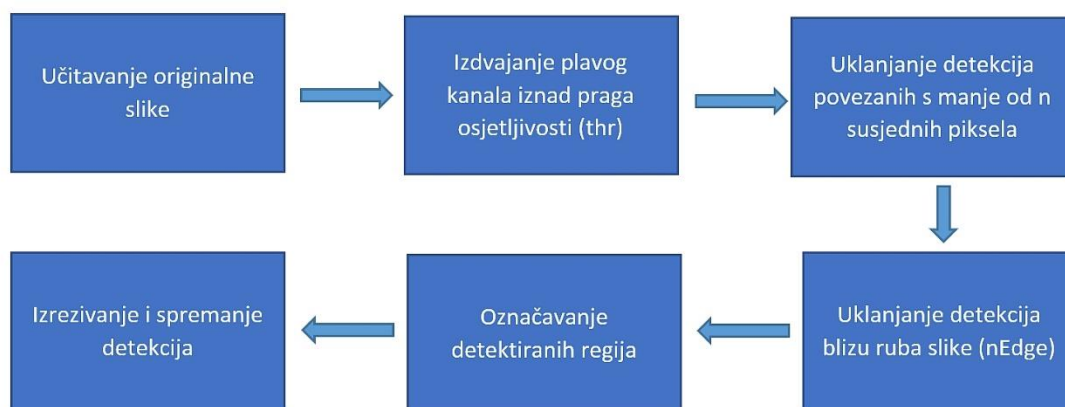 Učitavanje originalne
slike
Izdvajanje plavog
kanala iznad praga
osjetljivosti (thr)
Uklanjanje detekcija
povezanih s manje od n
susjednih piksela
Uklanjanje detekcija
blizu ruba slike (nEdge)
Označavanje
detektiranih regija
Izrezivanje i spremanje
detekcija